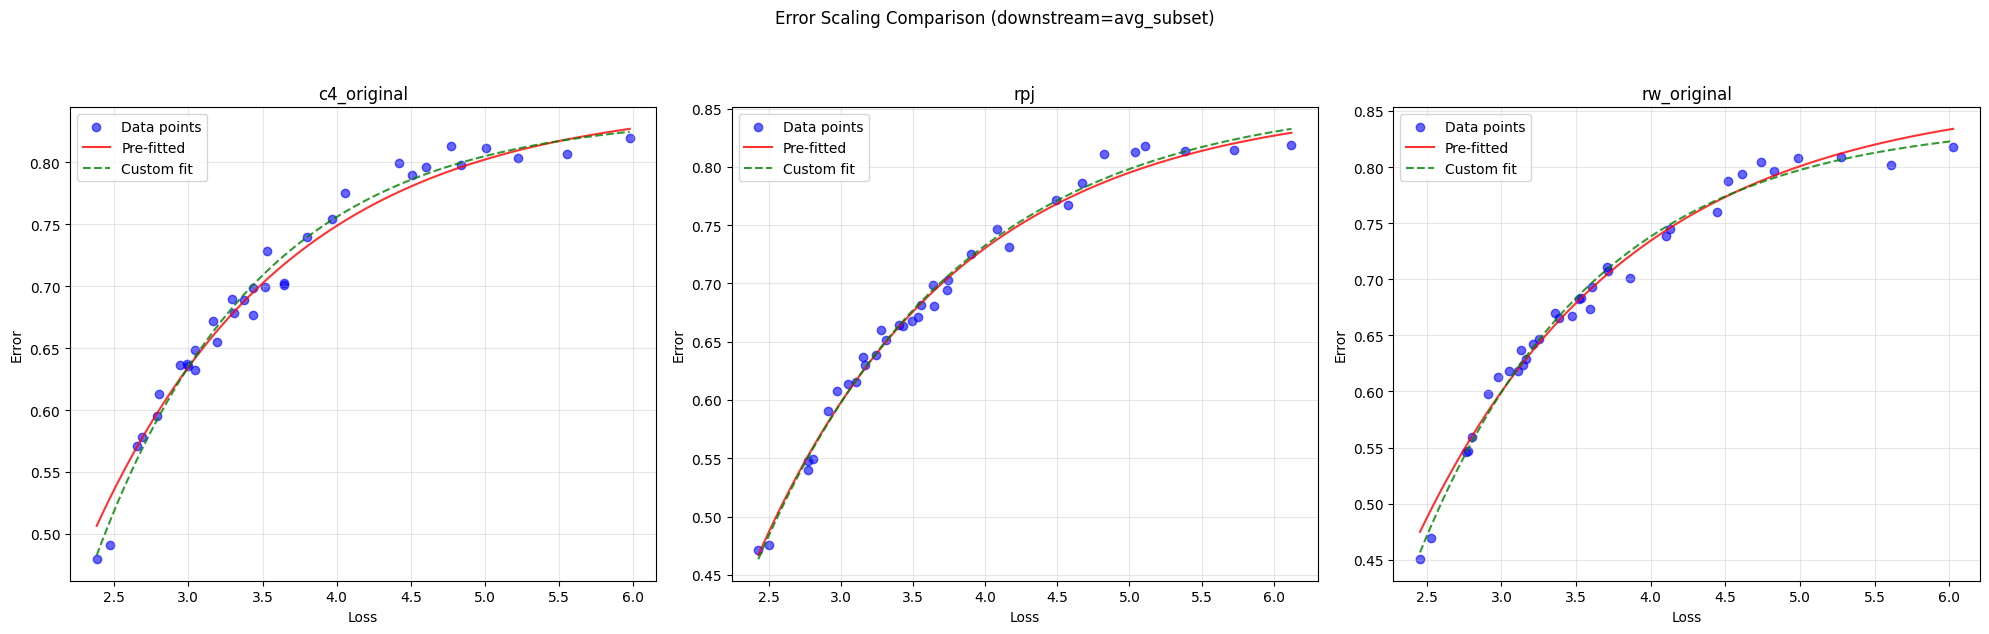 Error Scaling Comparison (downstream=avg_subset)
c4_original
Data points
Pre-fitted
Custom fit
Error
0.80
0.75
0.70
0.65
0.60
0.55
0.50
2.5 3.0 3.5 4.0 4.5 5.0 5.5 6.0
Loss
rpj
Data points
Pre-fitted
Custom fit
Error
0.85
0.80
0.75
0.70
0.65
0.60
0.55
0.50
0.45
2.5 3.0 3.5 4.0 4.5 5.0 5.5 6.0
Loss
rw_original
Data points
Pre-fitted
Custom fit
Error
0.85
0.80
0.75
0.70
0.65
0.60
0.55
0.50
0.45
2.5 3.0 3.5 4.0 4.5 5.0 5.5 6.0
Loss